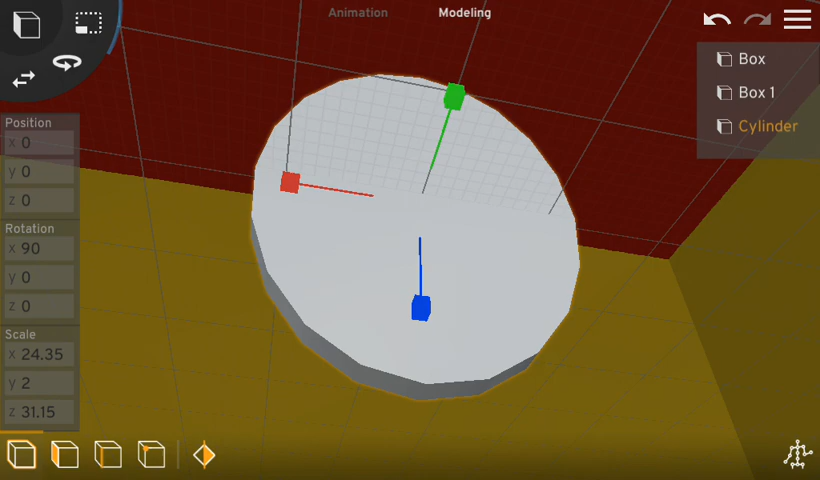 Animation Modeling
Box
Box 1
Cylinder
Position
x 0
y 0
z 0
Rotation
x 90
y 0
z 0
Scale
x 24.35
y 2
z 31.15